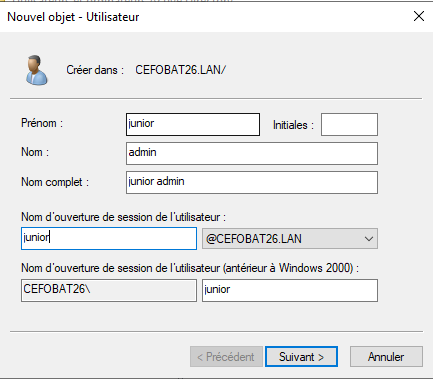 Nouvel objet - Utilisateur
Créer dans : CEFOBAT26.LAN/
Prénom : junior Initiales :
Nom : admin
Nom complet : junior admin
Nom d'ouverture de session de l'utilisateur :
junior @CEFOBAT26.LAN
Nom d'ouverture de session de l'utilisateur (antérieur à Windows 2000) :
CEFOBAT26\ junior
< Précédent Suivant > Annuler